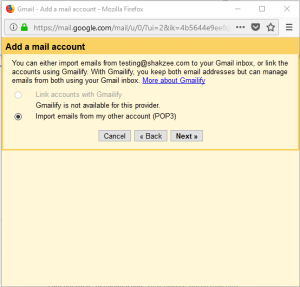 Gmail - Add a mail account - Mozilla Firefox
https://mail.google.com/mail/u/0/?ui=2&ik=4b5644e9ee
Add a mail account
You can either import emails from testing@shakzee.com to your Gmail inbox, or link the
accounts using Gmailify. With Gmailify, you keep both email addresses but can manage
emails from both using your Gmail inbox. More about Gmailify
Link accounts with Gmailify
Gmailify is not available for this provider.
Import emails from my other account (POP3)
Cancel « Back Next »